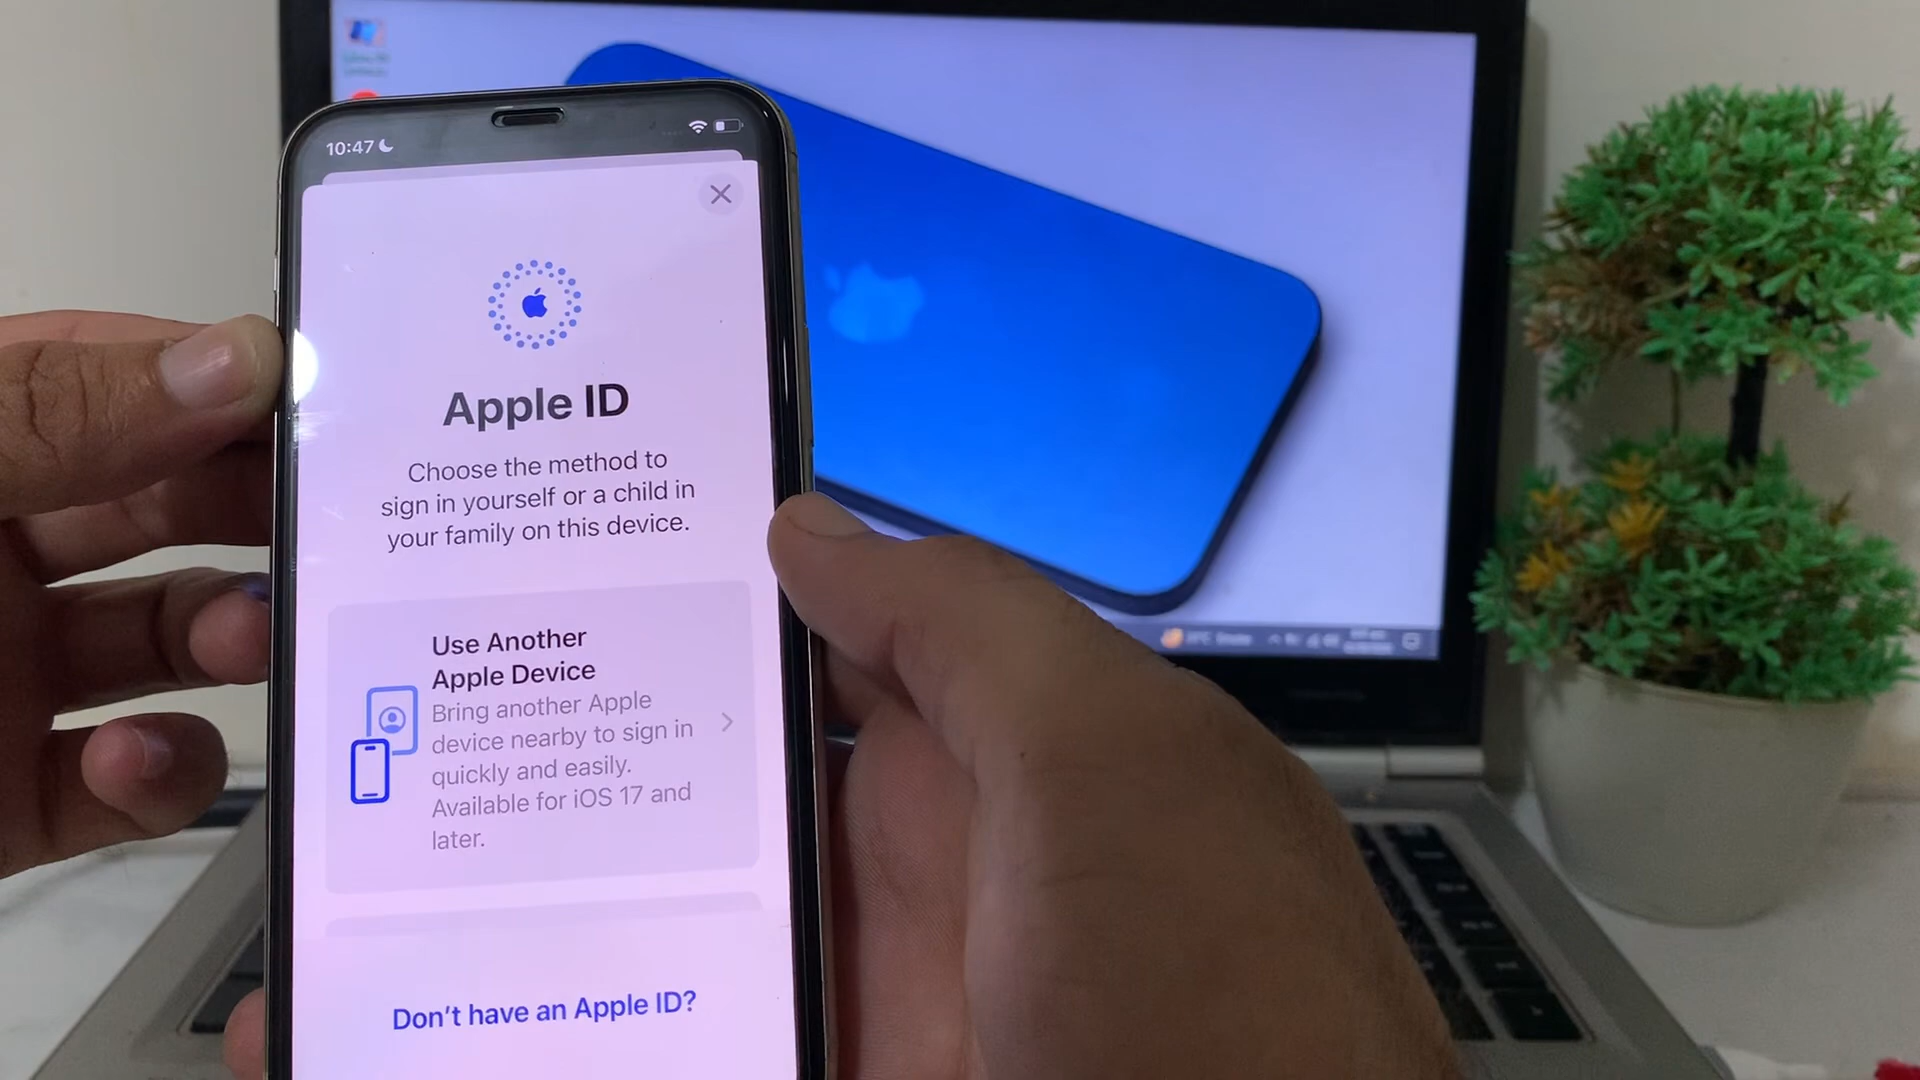 10:47
Apple ID
Choose the method to
sign in yourself or a child in
your family on this device.
Use Another
Apple Device
Bring another Apple
device nearby to sign in
quickly and easily.
Available for iOS 17 and
later.
Don't have an Apple ID?